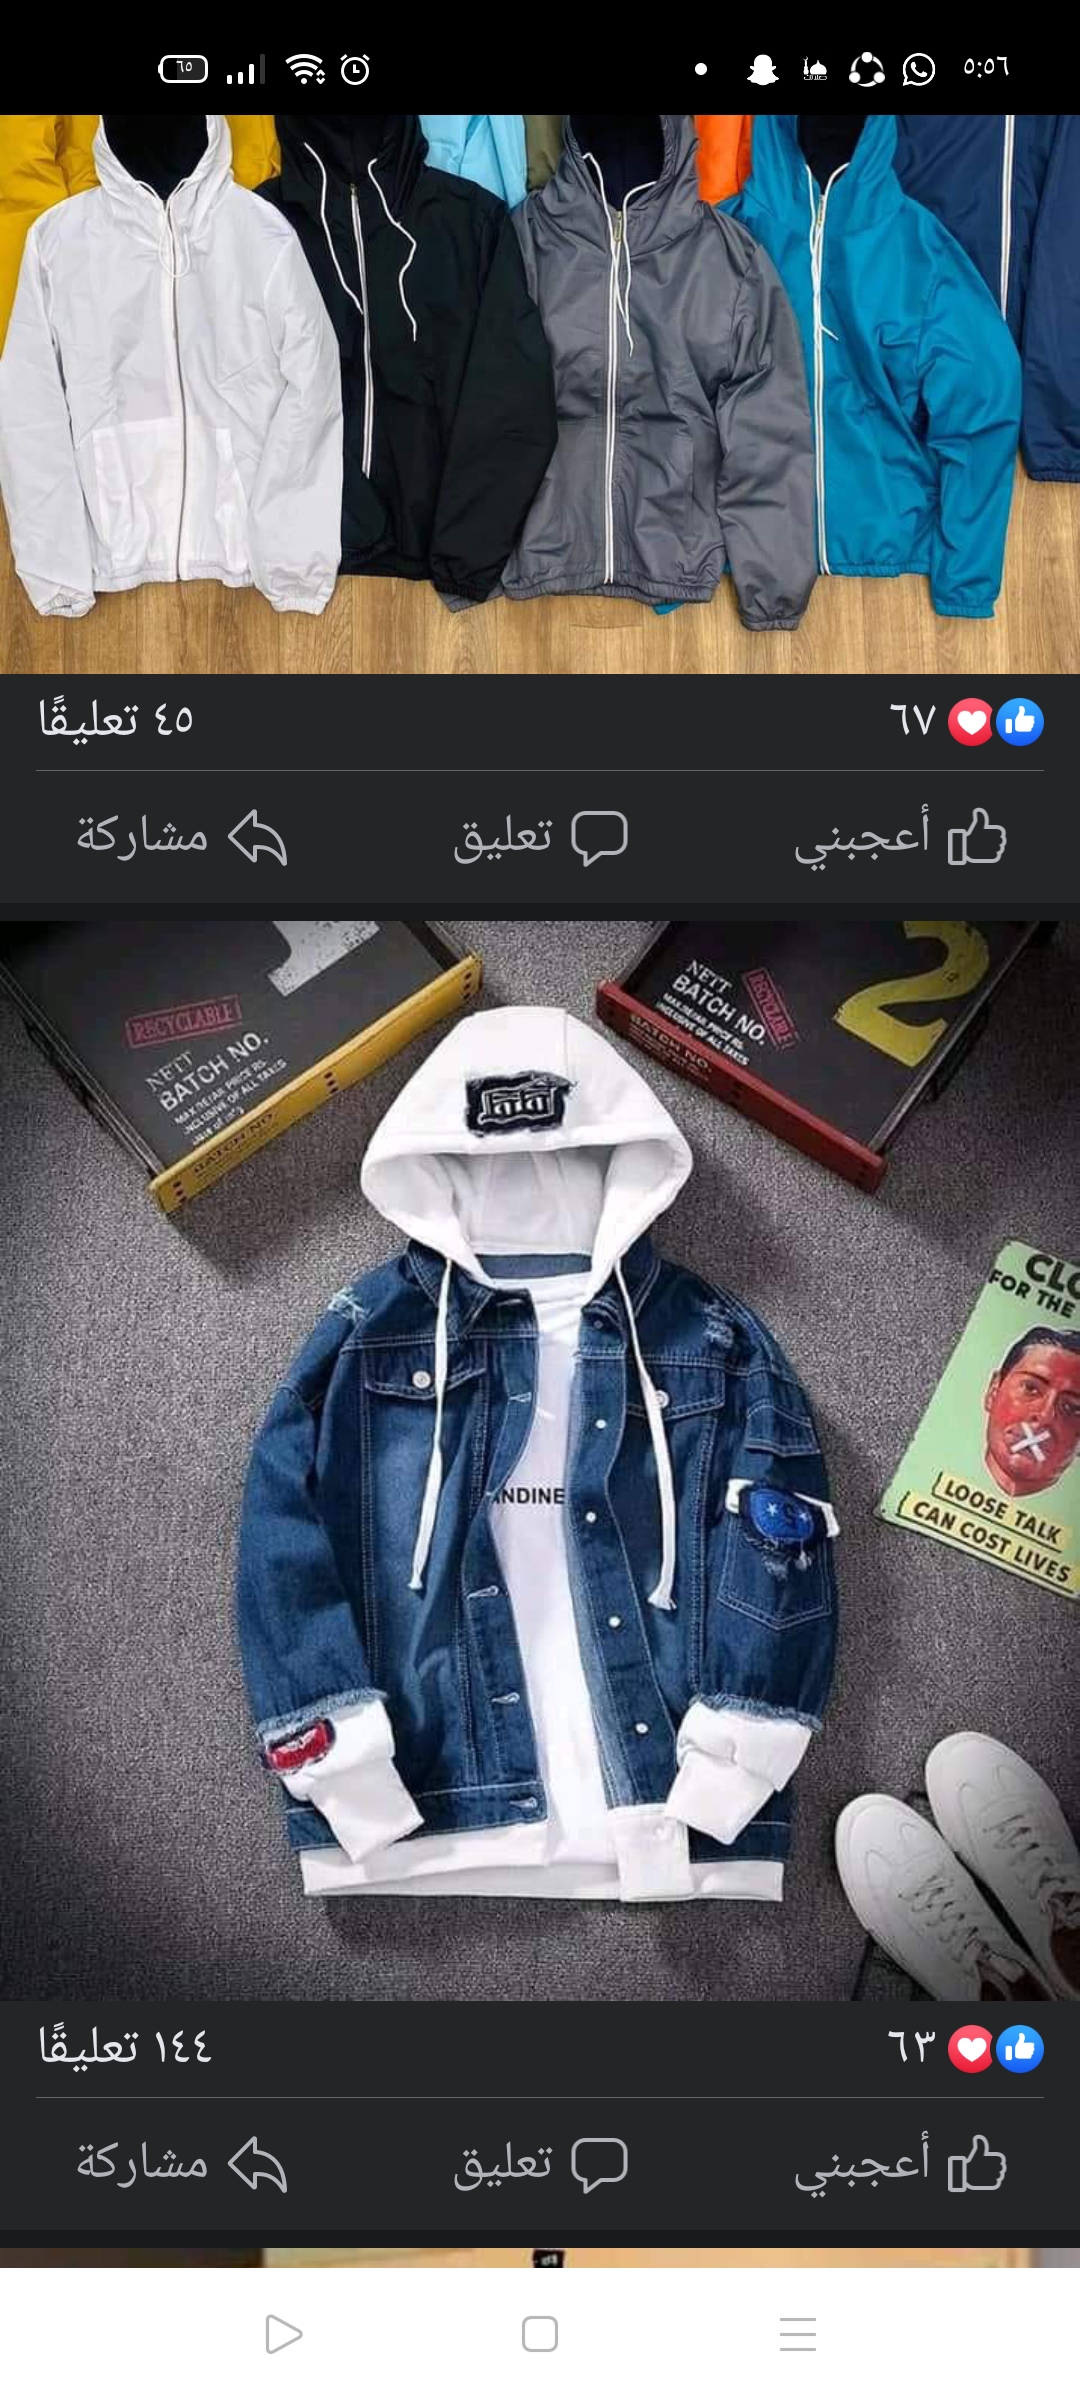 ٦٥
٥:٥٦
٦٧
٤٥ تعليقًا
أعجبني
تعليق
مشاركة
RECYCLABLE
NETT
BATCH NO.
MAX RETAIL PRICE RS.
INCLUSIVE OF ALL TAXES
BATCH NO.
2
NETT
BATCH NO.
RECYCLABLE
MAX RETAIL PRICE RS.
INCLUSIVE OF ALL TAXES
BATCH NO.
FOR THE
LOOSE TALK
CAN COST LIVES
NDINE
٦٣
١٤٤ تعليقًا
أعجبني
تعليق
مشاركة